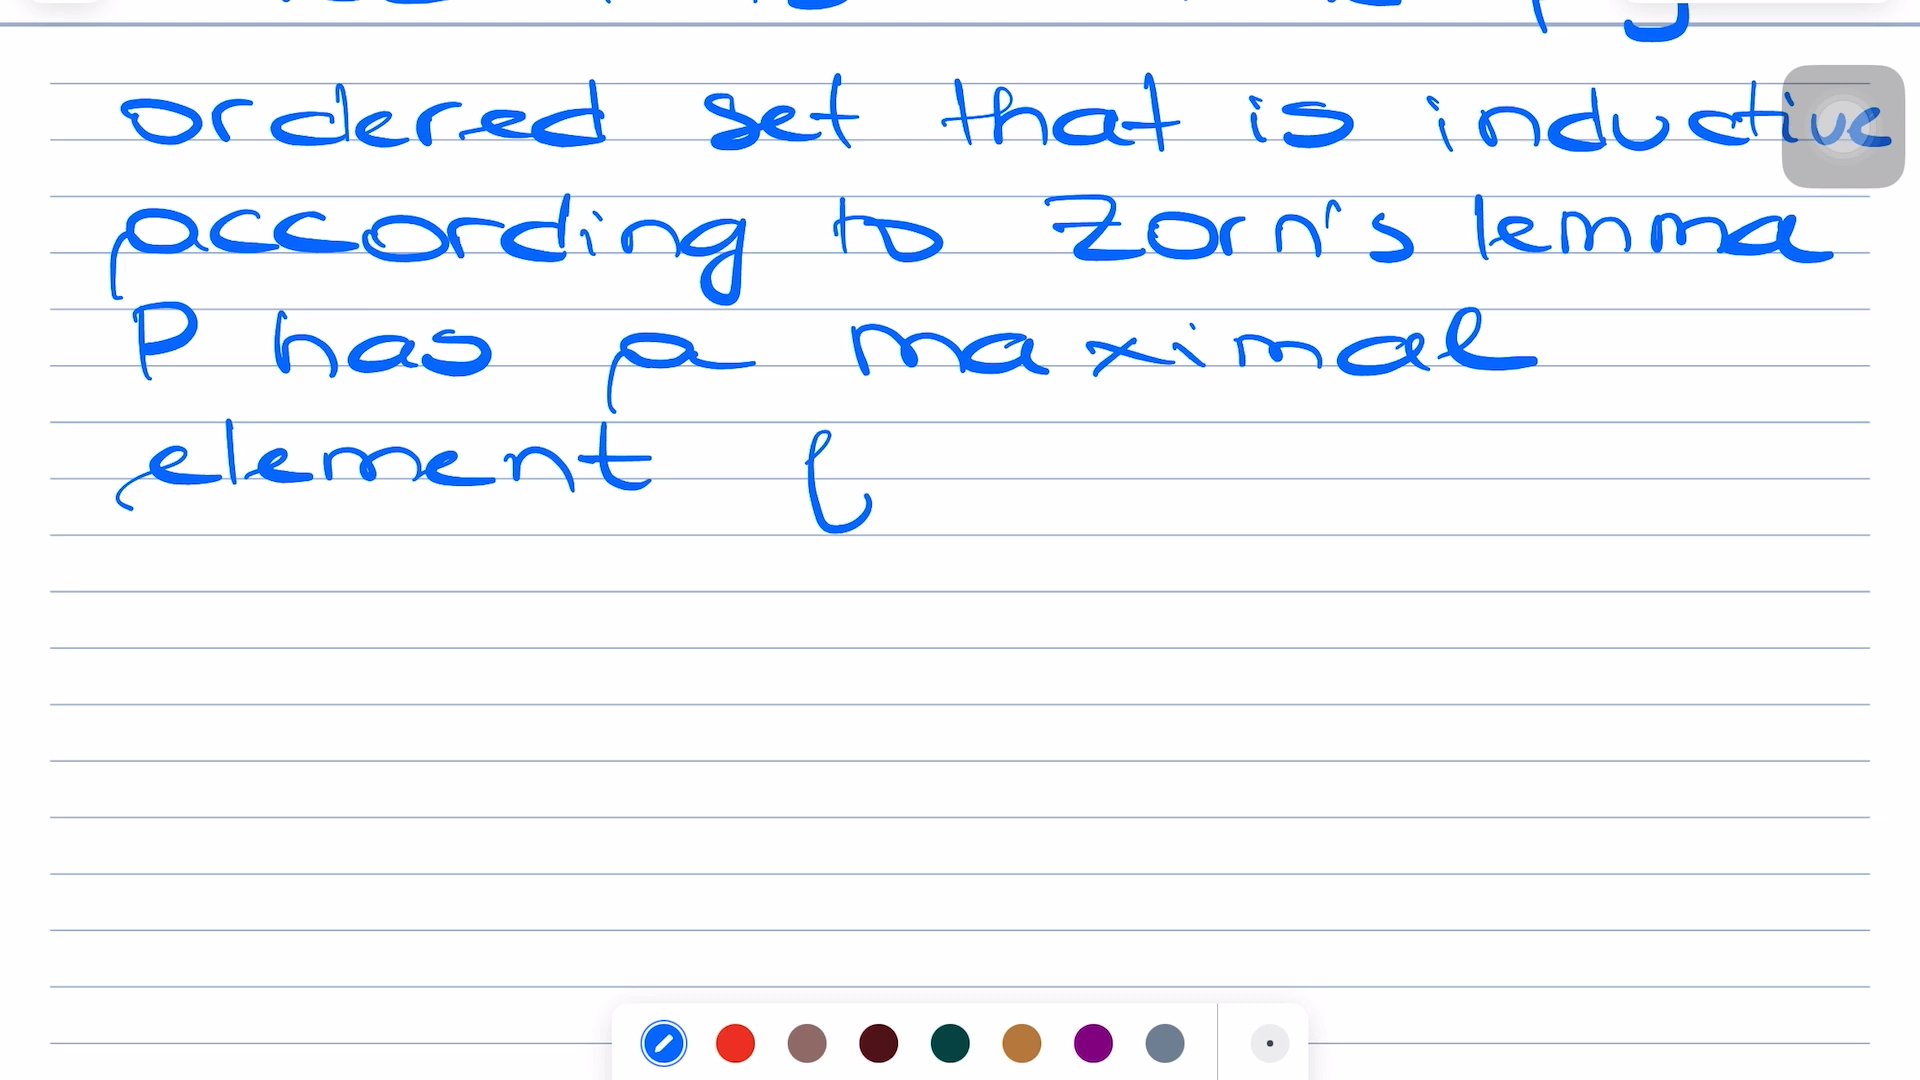 ordered set that is inductive
according to Zorn's lemma
P has a maximal
element